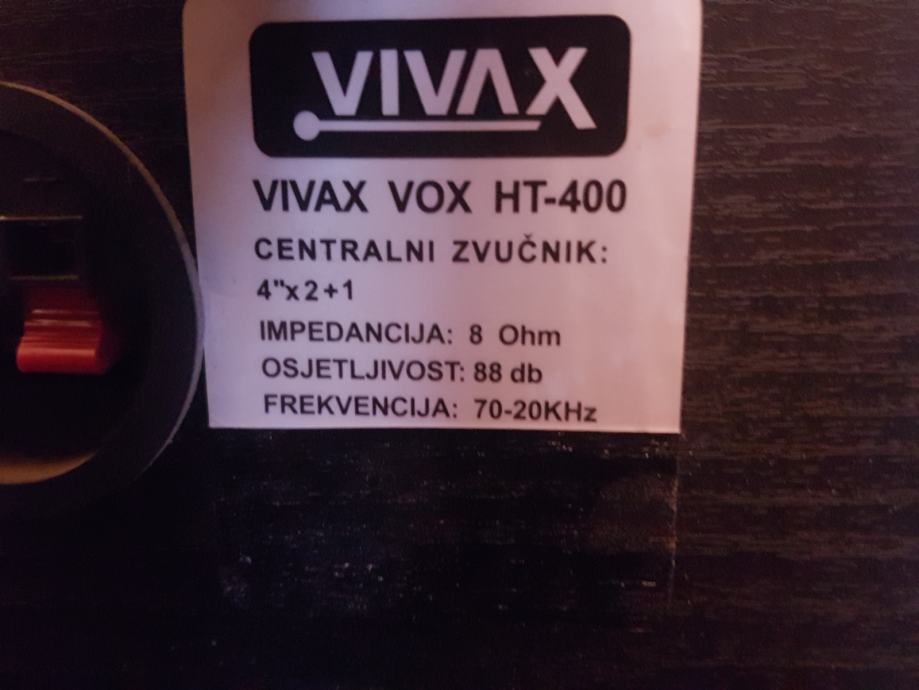 VIVAX
VIVAX VOX HT-400
CENTRALNI ZVUČNIK:
4"x2+1
IMPEDANCIJA: 8 Ohm
OSJETLJIVOST: 88 db
FREKVENCIJA: 70-20KHz